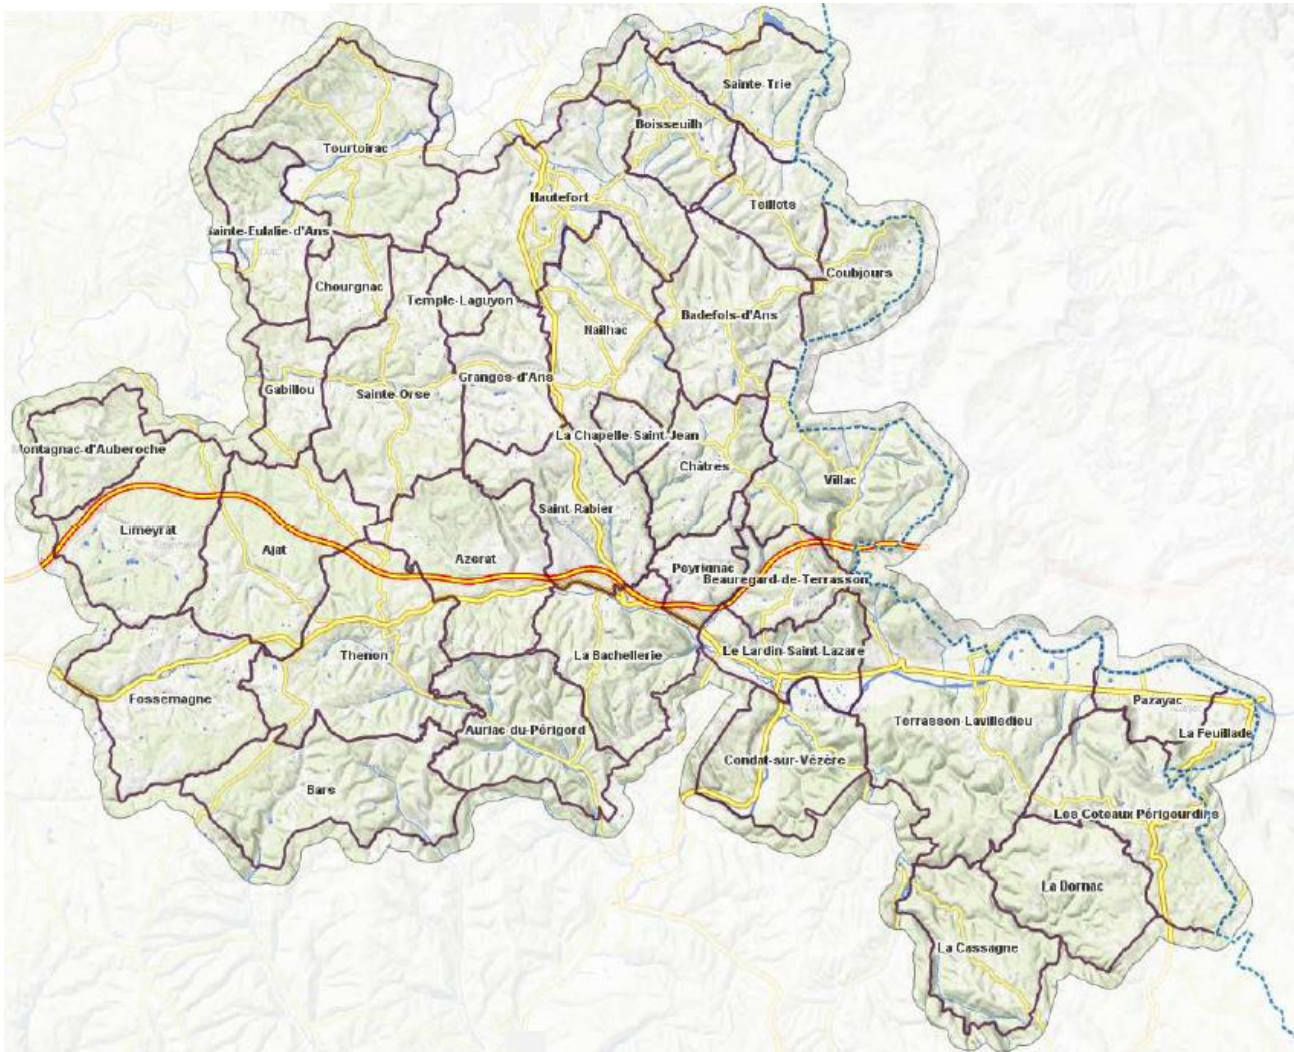 Sainte-Trie
Boisseuilh
Tourtoirac
Hautefort
Teillots
Sainte-Eulalie-d'Ans
Coubjours
Chourgnac
Temple-Laguyon
Badefols-d'Ans
Nailhac
Granges-d'Ans
Gabillou
Sainte-Orse
La Chapelle-Saint-Jean
Montagnac-d'Auberoche
Châtres
Villac
Saint-Rabier
Limeyrat
Ajat
Azerat
Peyrignac
Beauregard-de-Terrasson
Thenon
La Bachellerie
Le Lardin-Saint-Lazare
Fossemagne
Pazayac
Terrasson-Lavilledieu
Auriac-du-Périgord
La Feuillade
Condat-sur-Vézère
Bars
Les Coteaux Périgourdins
La Dornac
La Cassagne